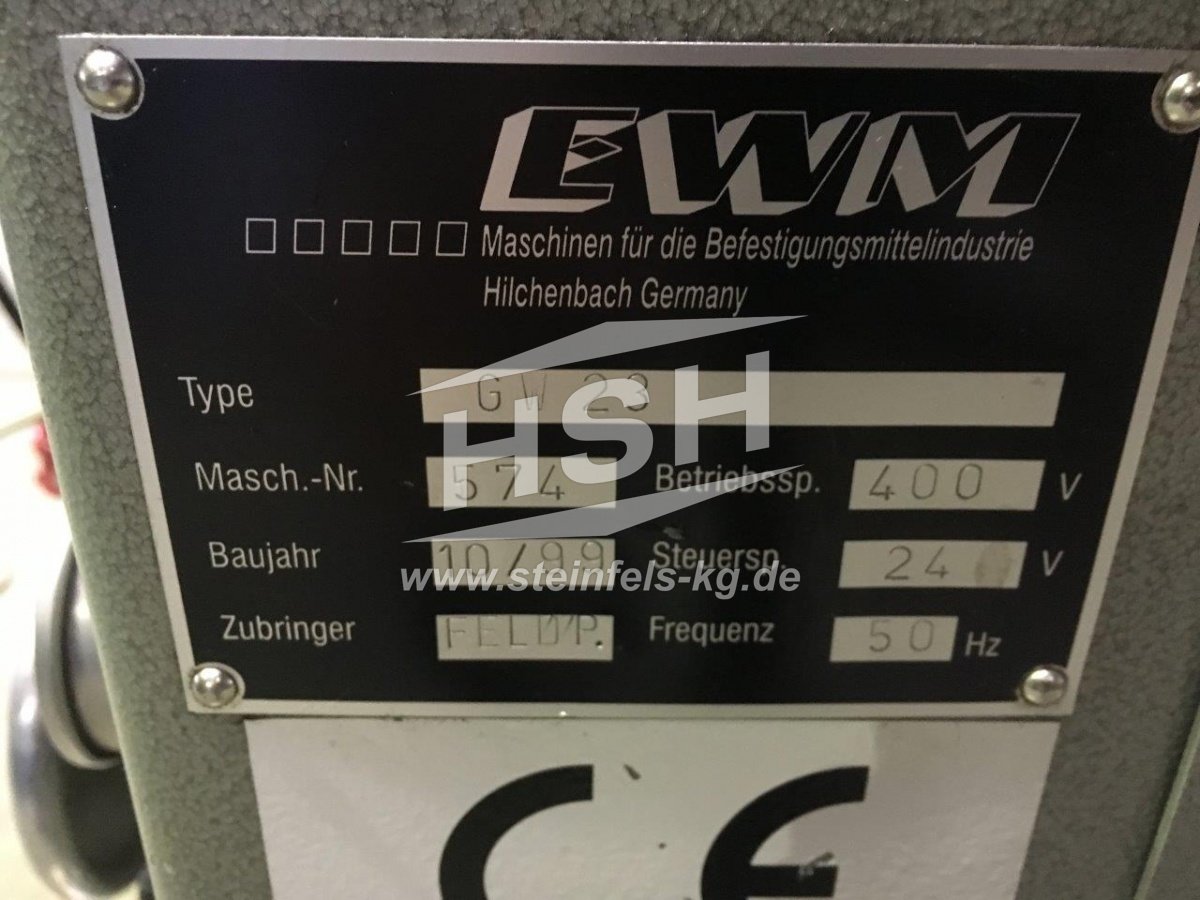 EWM
□□□□□ Maschinen für die Befestigungsmittelindustrie
Hilchenbach Germany
HSH
Type GW 23
Masch.-Nr. 574 Betriebssp. 400 V
Baujahr 10/99 Steuersp. 24 V
www.steinfels-kg.de
Zubringer FELDP. Frequenz 50 Hz
CE